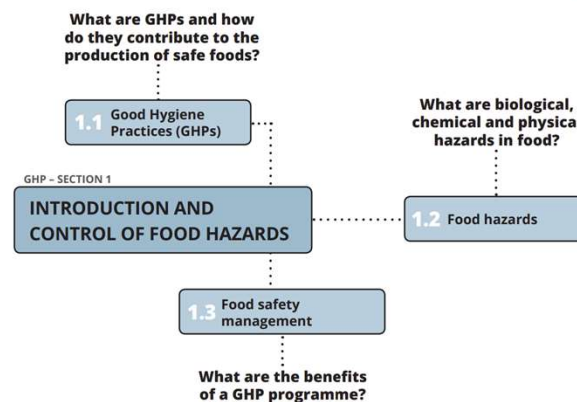 What are GHPs and how
do they contribute to the
production of safe foods?
1.1 Good Hygiene
Practices (GHPs)
What are biological,
chemical and physical
hazards in food?
GHP – SECTION 1
INTRODUCTION AND
CONTROL OF FOOD HAZARDS
1.2 Food hazards
1.3 Food safety
management
What are the benefits
of a GHP programme?